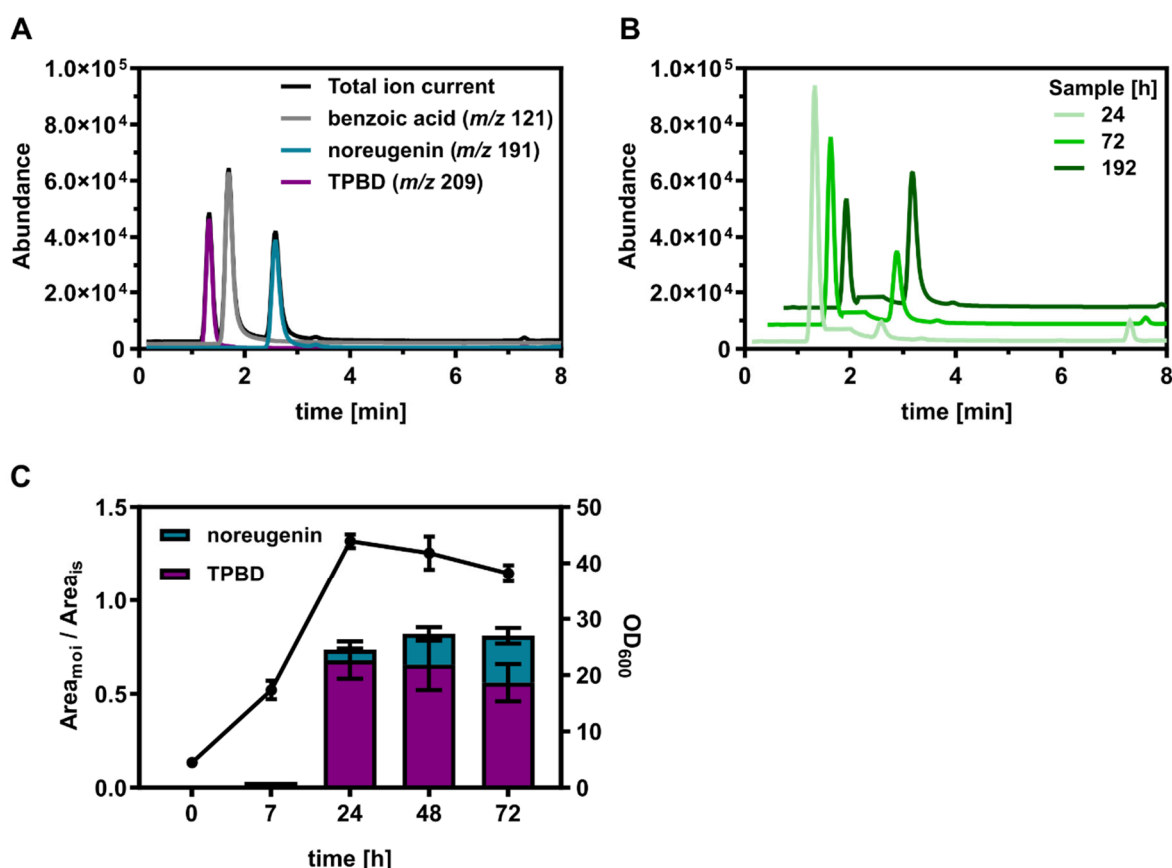 A
1.0×10⁵
8.0×10⁴
6.0×10⁴
4.0×10⁴
2.0×10⁴
0
Abundance
Total ion current
benzoic acid (m/z 121)
noreugenin (m/z 191)
TPBD (m/z 209)
0 2 4 6 8
time [min]
B
1.0×10⁵
8.0×10⁴
6.0×10⁴
4.0×10⁴
2.0×10⁴
0
Abundance
Sample [h]
24
72
192
0 2 4 6 8
time [min]
C
1.5
1.0
0.5
0.0
Areaₘₒᵢ / Areaᵢₛ
noreugenin
TPBD
50
40
30
20
10
0
OD₆₀₀
0 7 24 48 72
time [h]